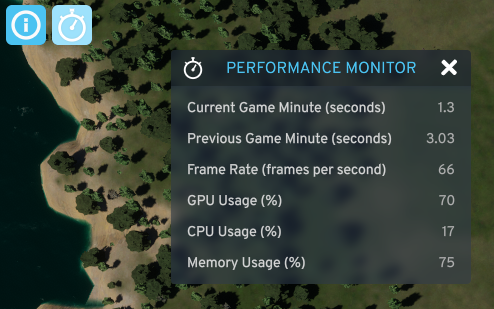 PERFORMANCE MONITOR
Current Game Minute (seconds) 1.3
Previous Game Minute (seconds) 3.03
Frame Rate (frames per second) 66
GPU Usage (%) 70
CPU Usage (%) 17
Memory Usage (%) 75